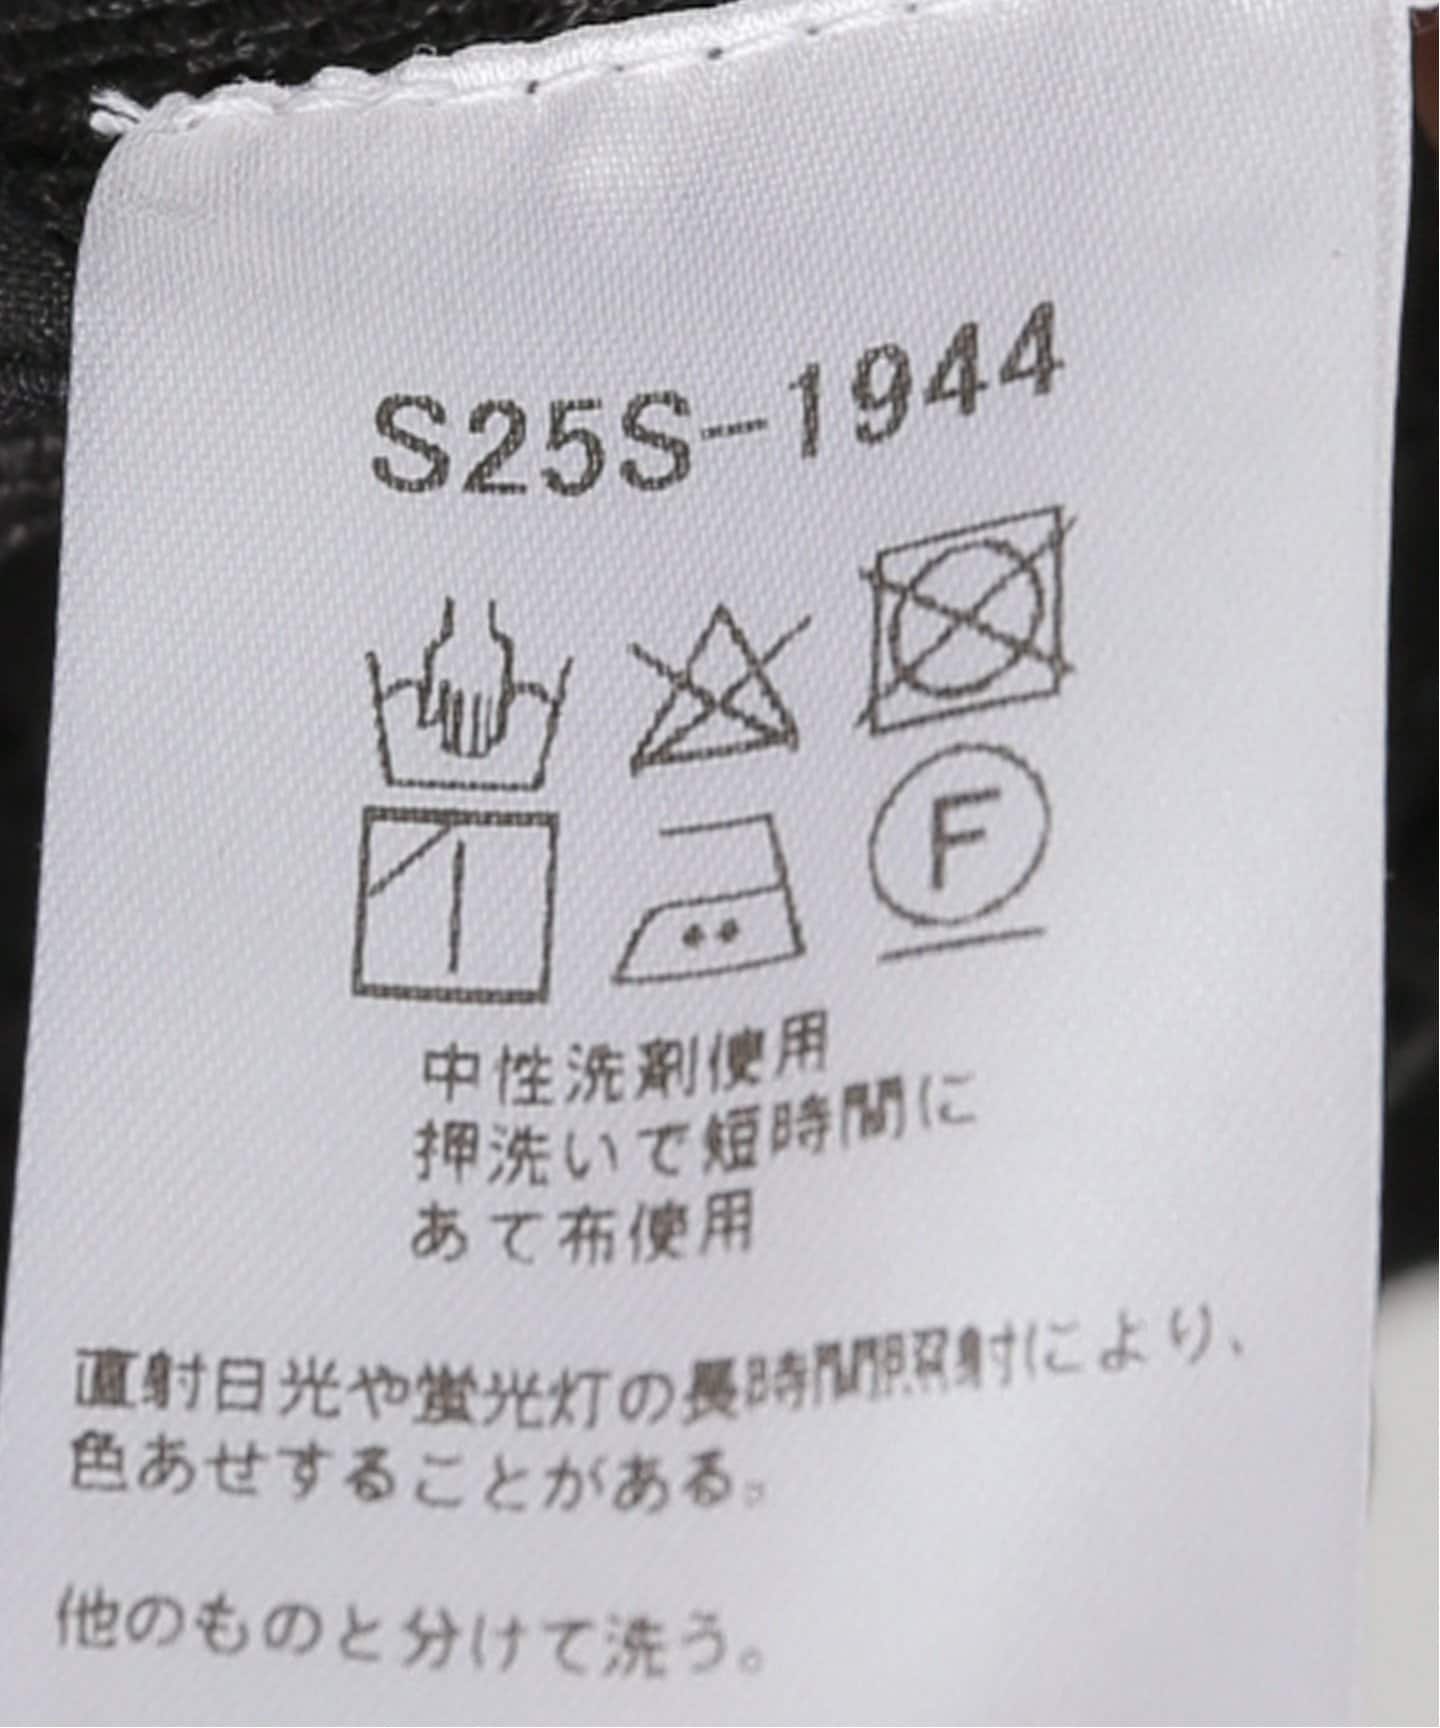 S25S-1944
F
中性洗剤使用
押洗いで短時間に
あて布使用
直射日光や蛍光灯の長時間照射により、
色あせすることがある。
他のものと分けて洗う。